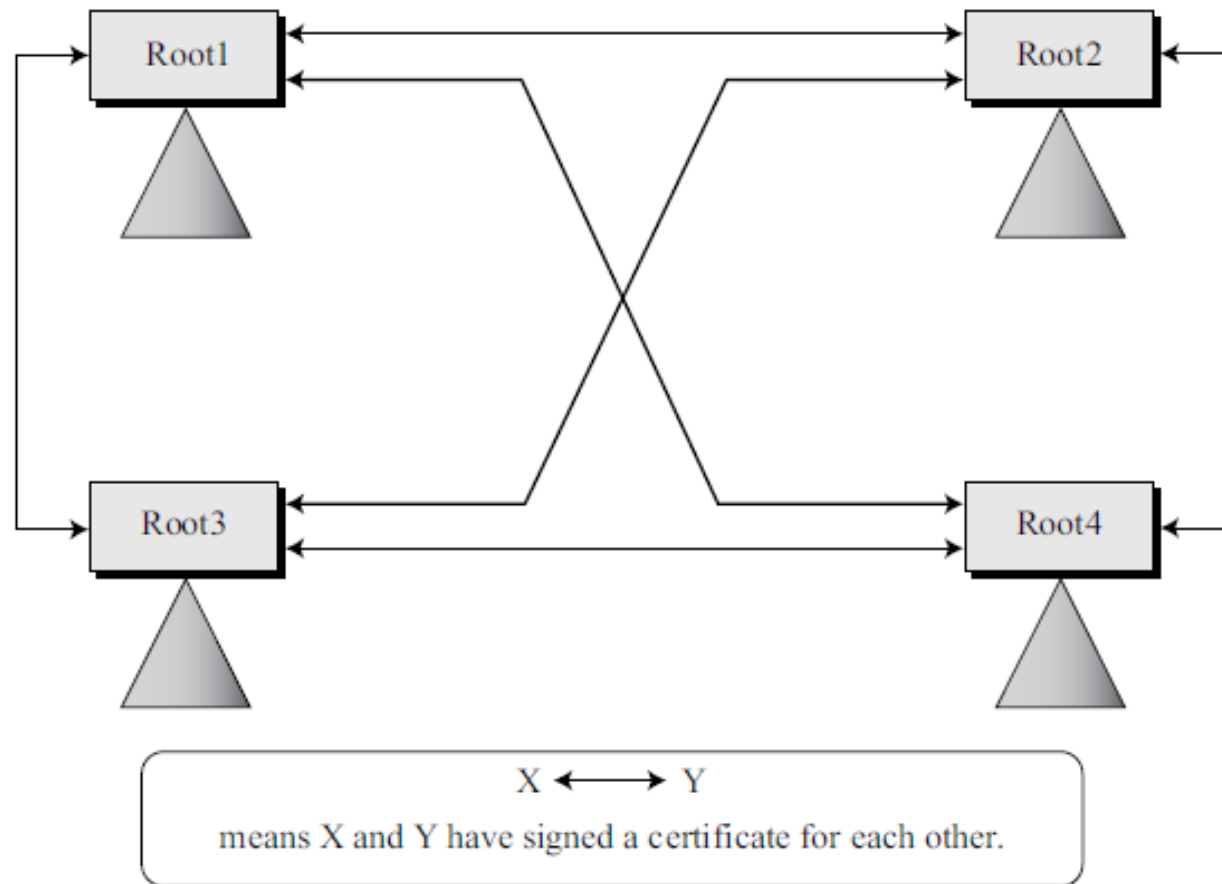 Root1
Root2
Root3
Root4
X Y
means X and Y have signed a certificate for each other.